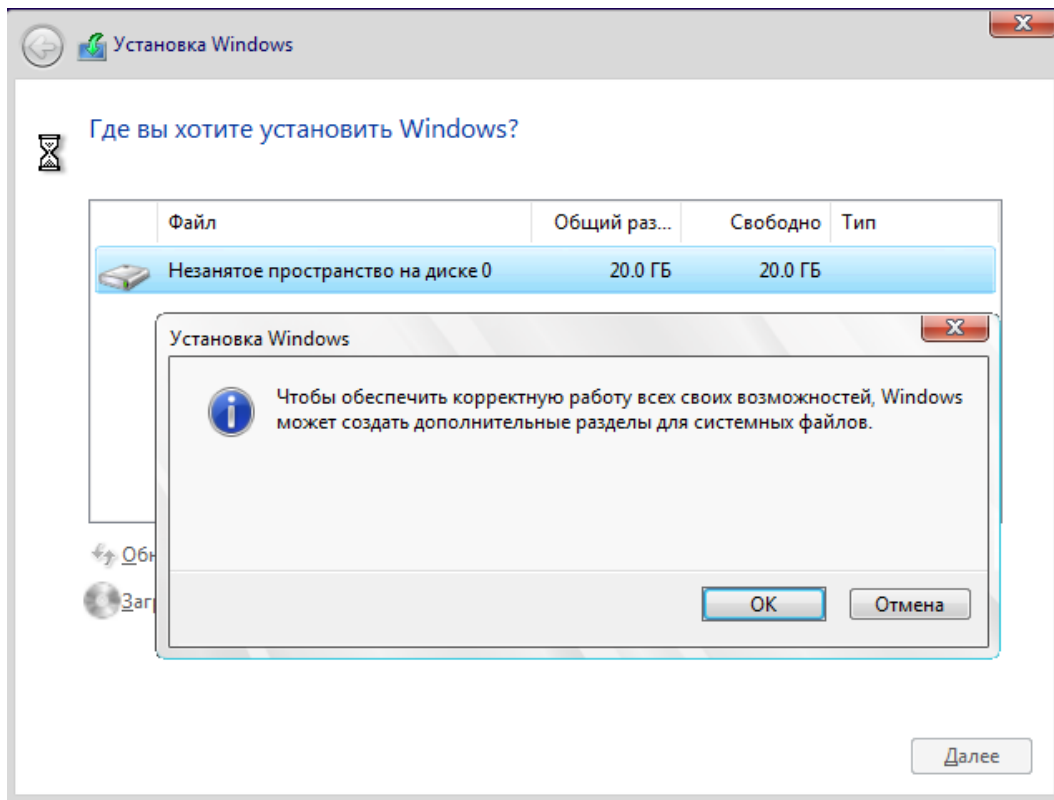 Установка Windows
Где вы хотите установить Windows?
Файл Общий раз... Свободно Тип
Незанятое пространство на диске 0 20.0 ГБ 20.0 ГБ
Установка Windows
Чтобы обеспечить корректную работу всех своих возможностей, Windows
может создать дополнительные разделы для системных файлов.
ОК Отмена
Далее